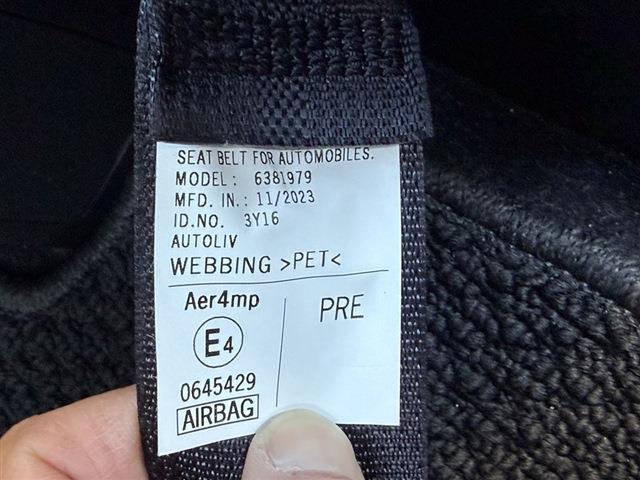 SEAT BELT FOR AUTOMOBILES.
MODEL: 6381979
MFD. IN.: 11/2023
ID.NO. 3Y16
AUTOLIV
WEBBING >PET<
Aer4mp
PRE
E4
0645429
AIRBAG